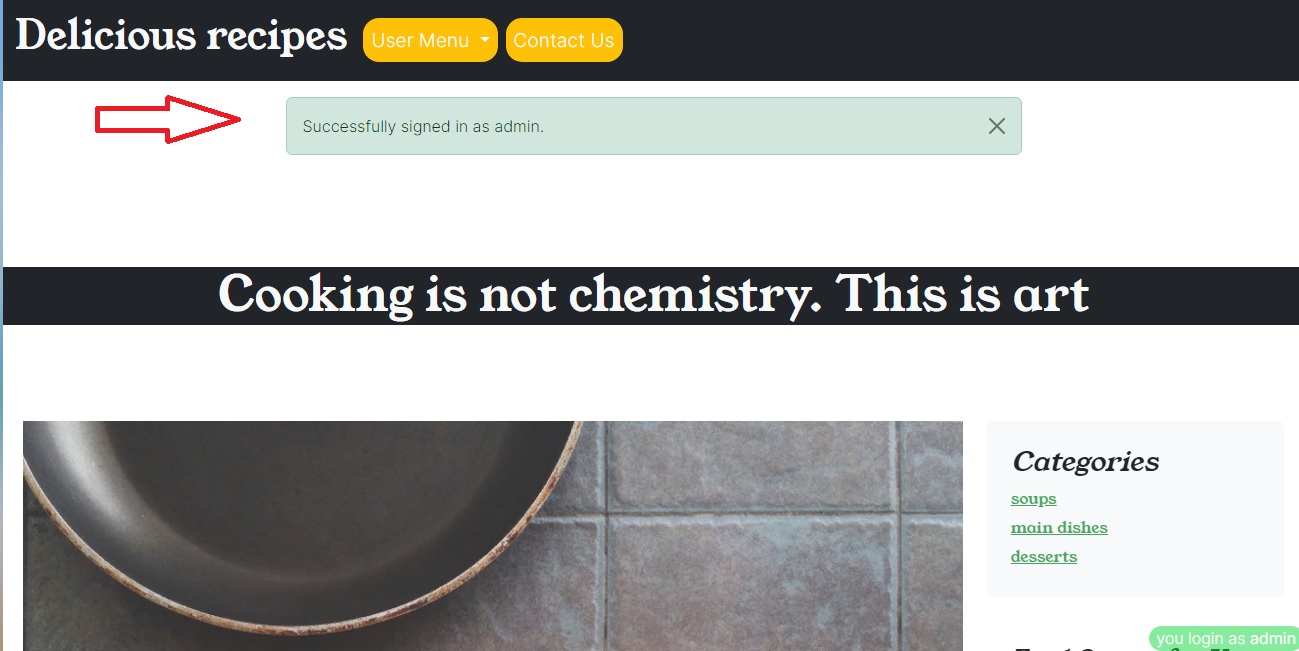 Delicious recipes
User Menu
Contact Us
Successfully signed in as admin.
Cooking is not chemistry. This is art
Categories
soups
main dishes
desserts
you login as admin